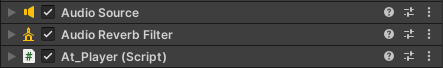 Audio Source
Audio Reverb Filter
At_Player (Script)